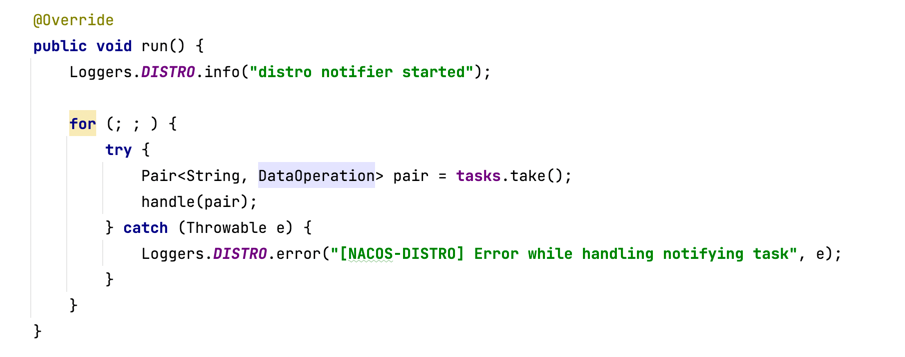 @Override
public void run() {
Loggers.DISTRO.info("distro notifier started");
for (; ; ) {
try {
Pair<String, DataOperation> pair = tasks.take();
handle(pair);
} catch (Throwable e) {
Loggers.DISTRO.error("[NACOS-DISTRO] Error while handling notifying task", e);
}
}
}